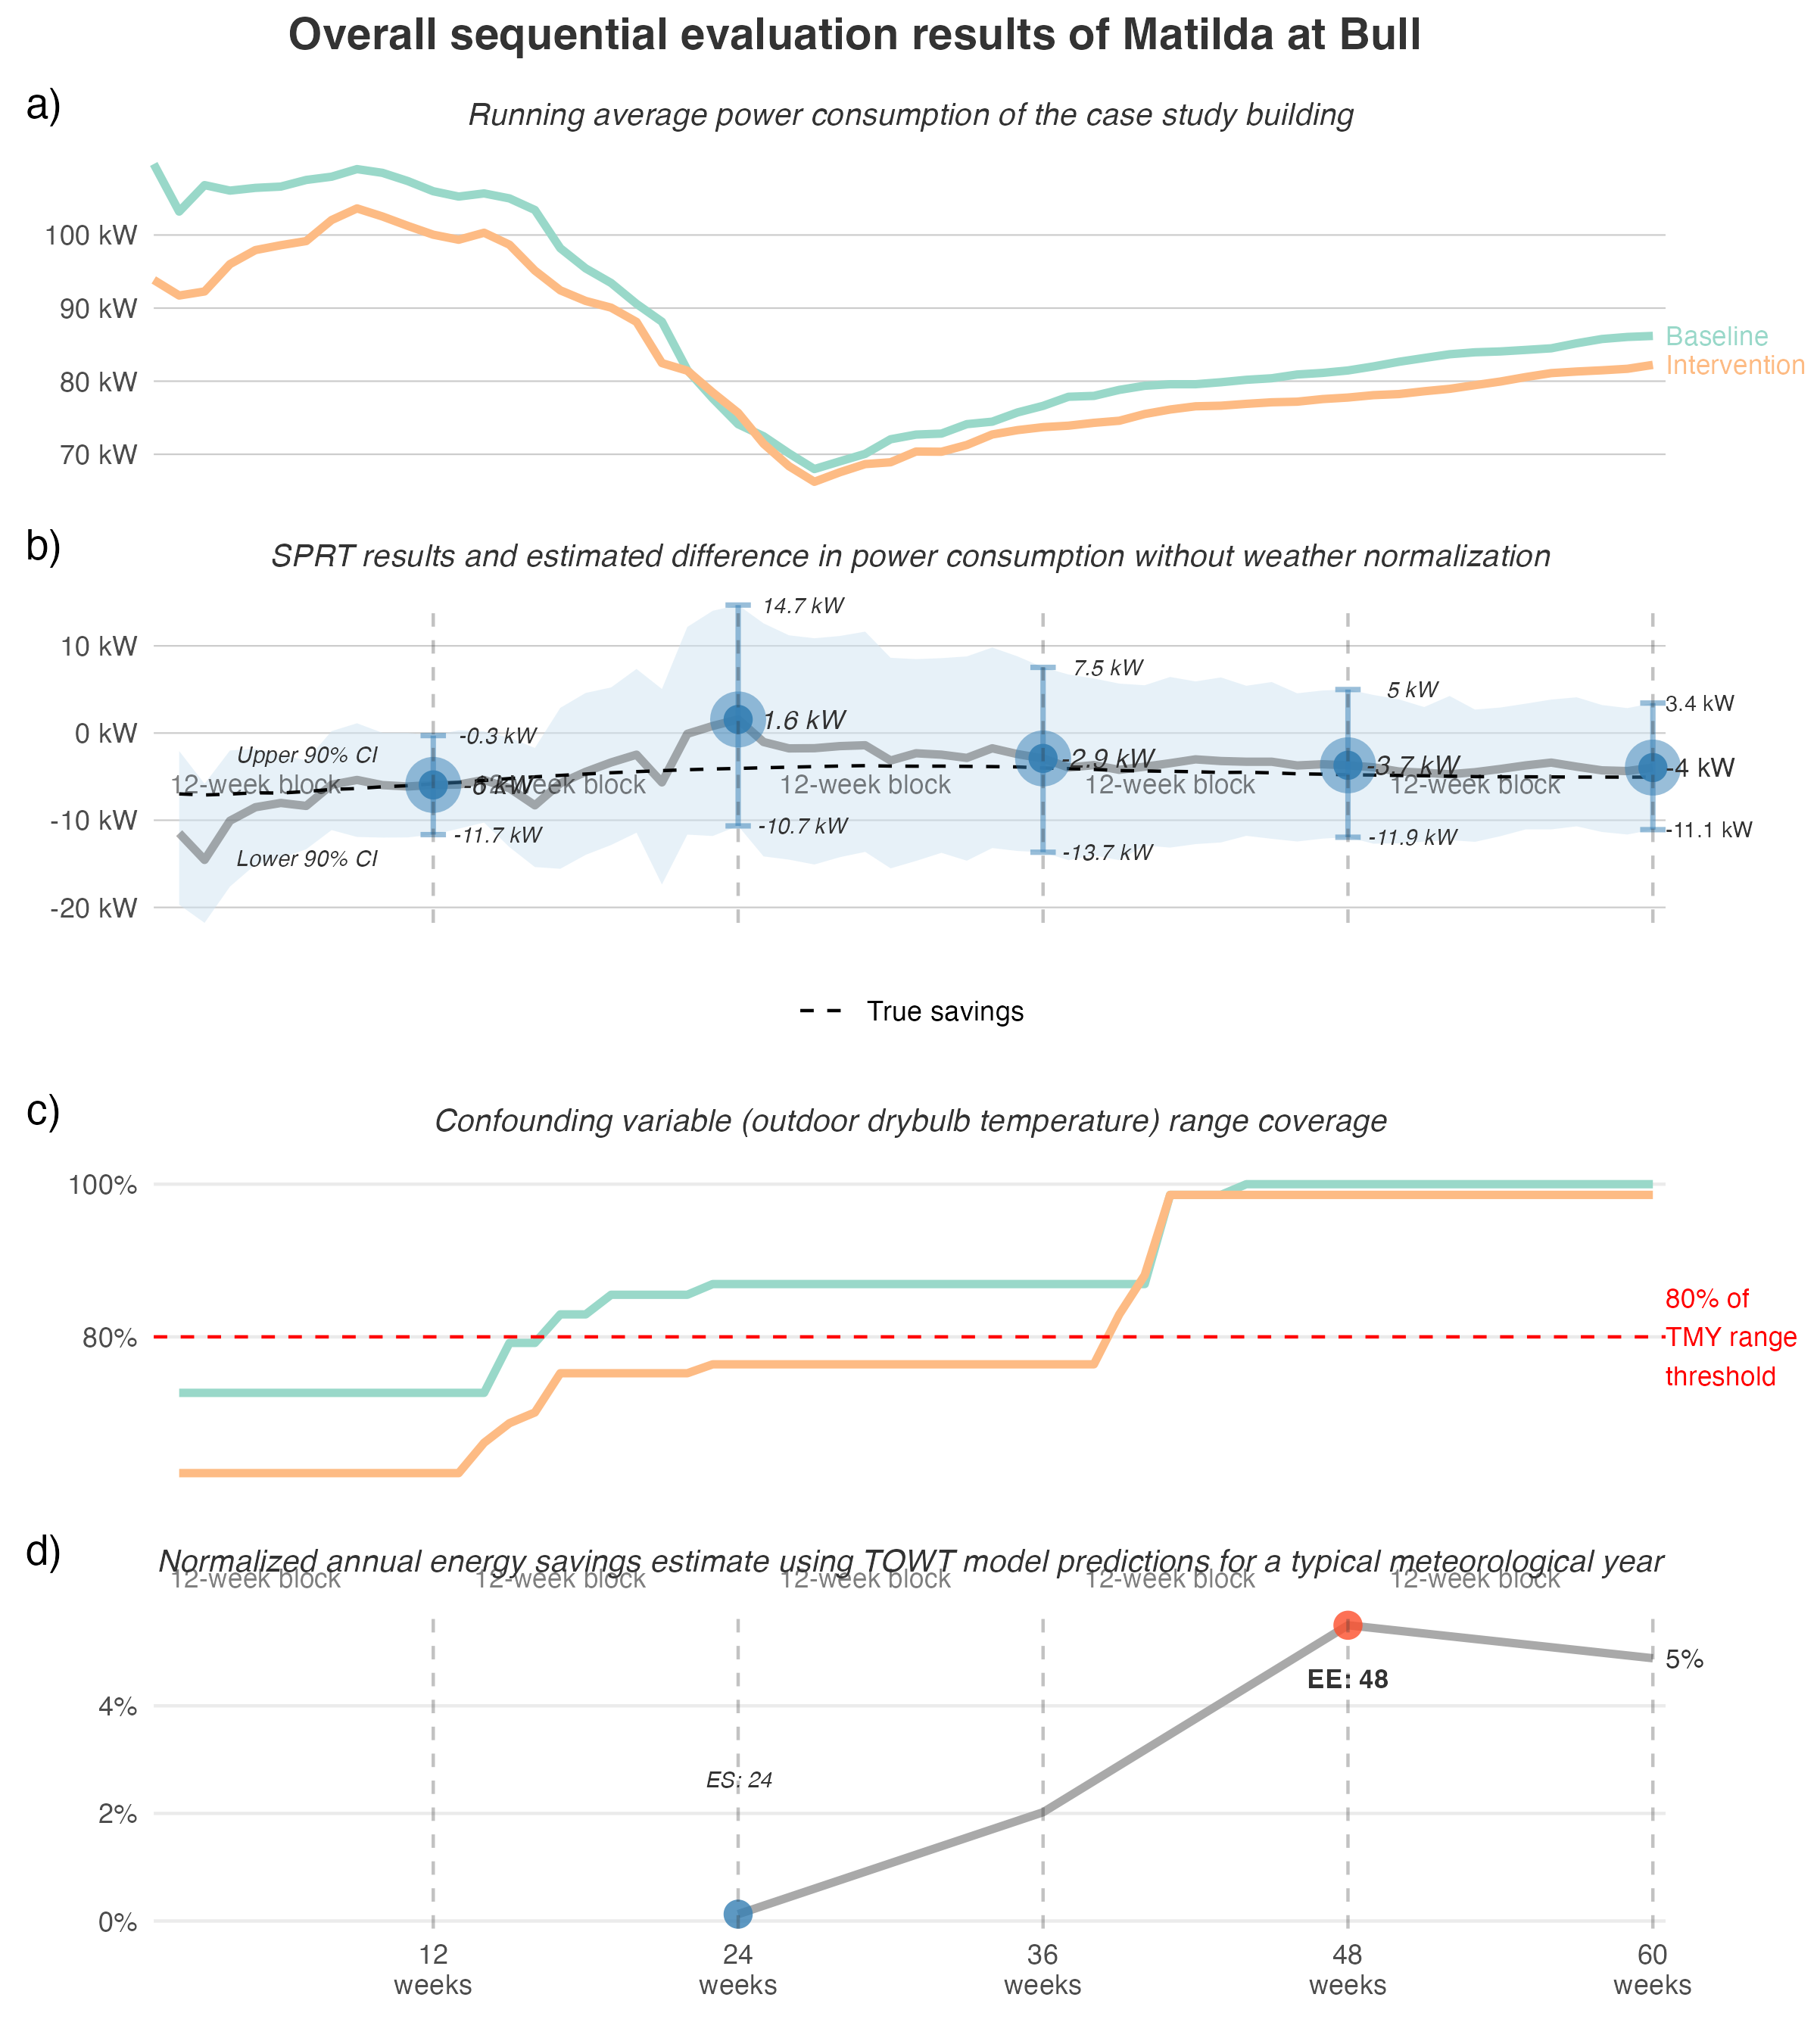 Overall sequential evaluation results of Matilda at Bull
a)
Running average power consumption of the case study building
100 kW
90 kW
80 kW
70 kW
Baseline
Intervention
b)
SPRT results and estimated difference in power consumption without weather normalization
10 kW
0 kW
-10 kW
-20 kW
14.7 kW
7.5 kW
5 kW
3.4 kW
-0.3 kW
Upper 90% CI
1.6 kW
-2.9 kW
-3.7 kW
-4 kW
-6 kW
12-week block
12-week block
12-week block
12-week block
12-week block
-11.7 kW
-10.7 kW
-13.7 kW
-11.9 kW
-11.1 kW
Lower 90% CI
True savings
c)
Confounding variable (outdoor drybulb temperature) range coverage
100%
80%
80% of
TMY range
threshold
d)
Normalized annual energy savings estimate using TOWT model predictions for a typical meteorological year
12-week block
12-week block
12-week block
12-week block
12-week block
4%
2%
0%
5%
EE: 48
ES: 24
12
weeks
24
weeks
36
weeks
48
weeks
60
weeks